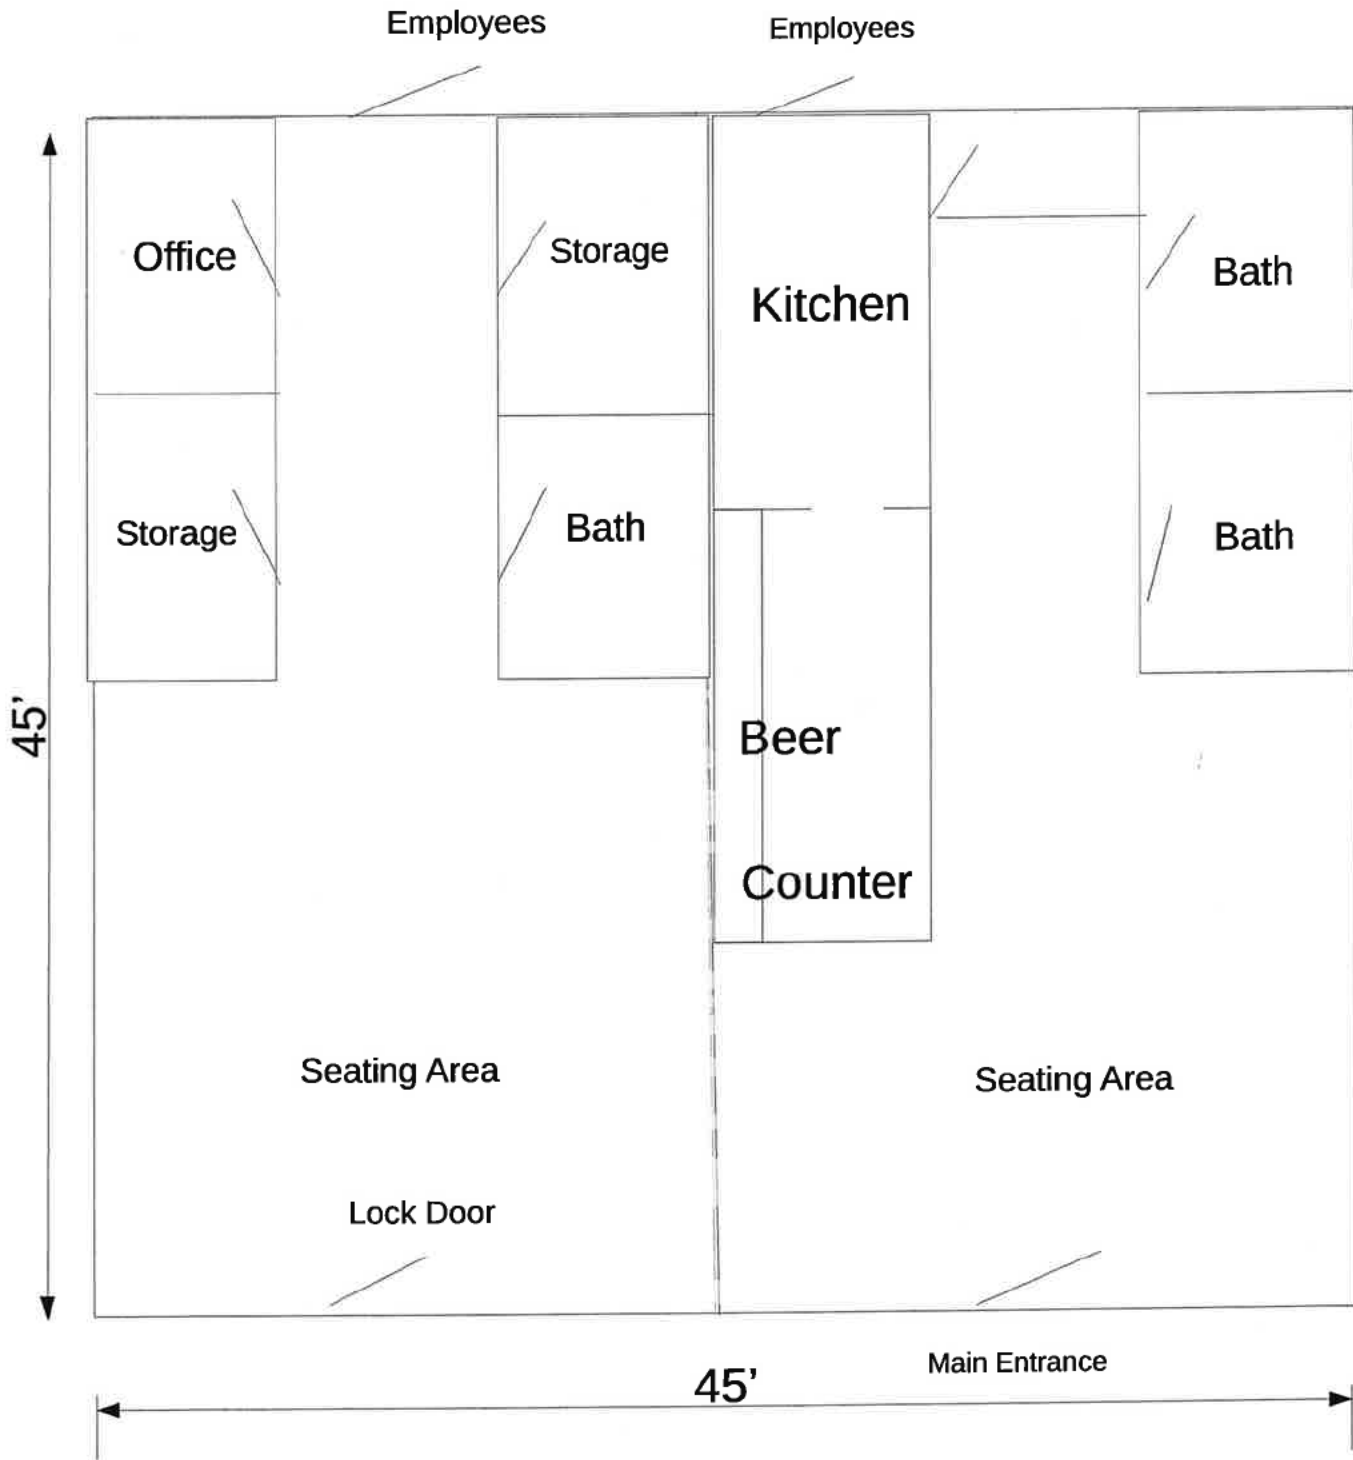 Employees
Employees
Office
Storage
Kitchen
Bath
Storage
Bath
Bath
45’
Beer
Counter
Seating Area
Seating Area
Lock Door
Main Entrance
45’